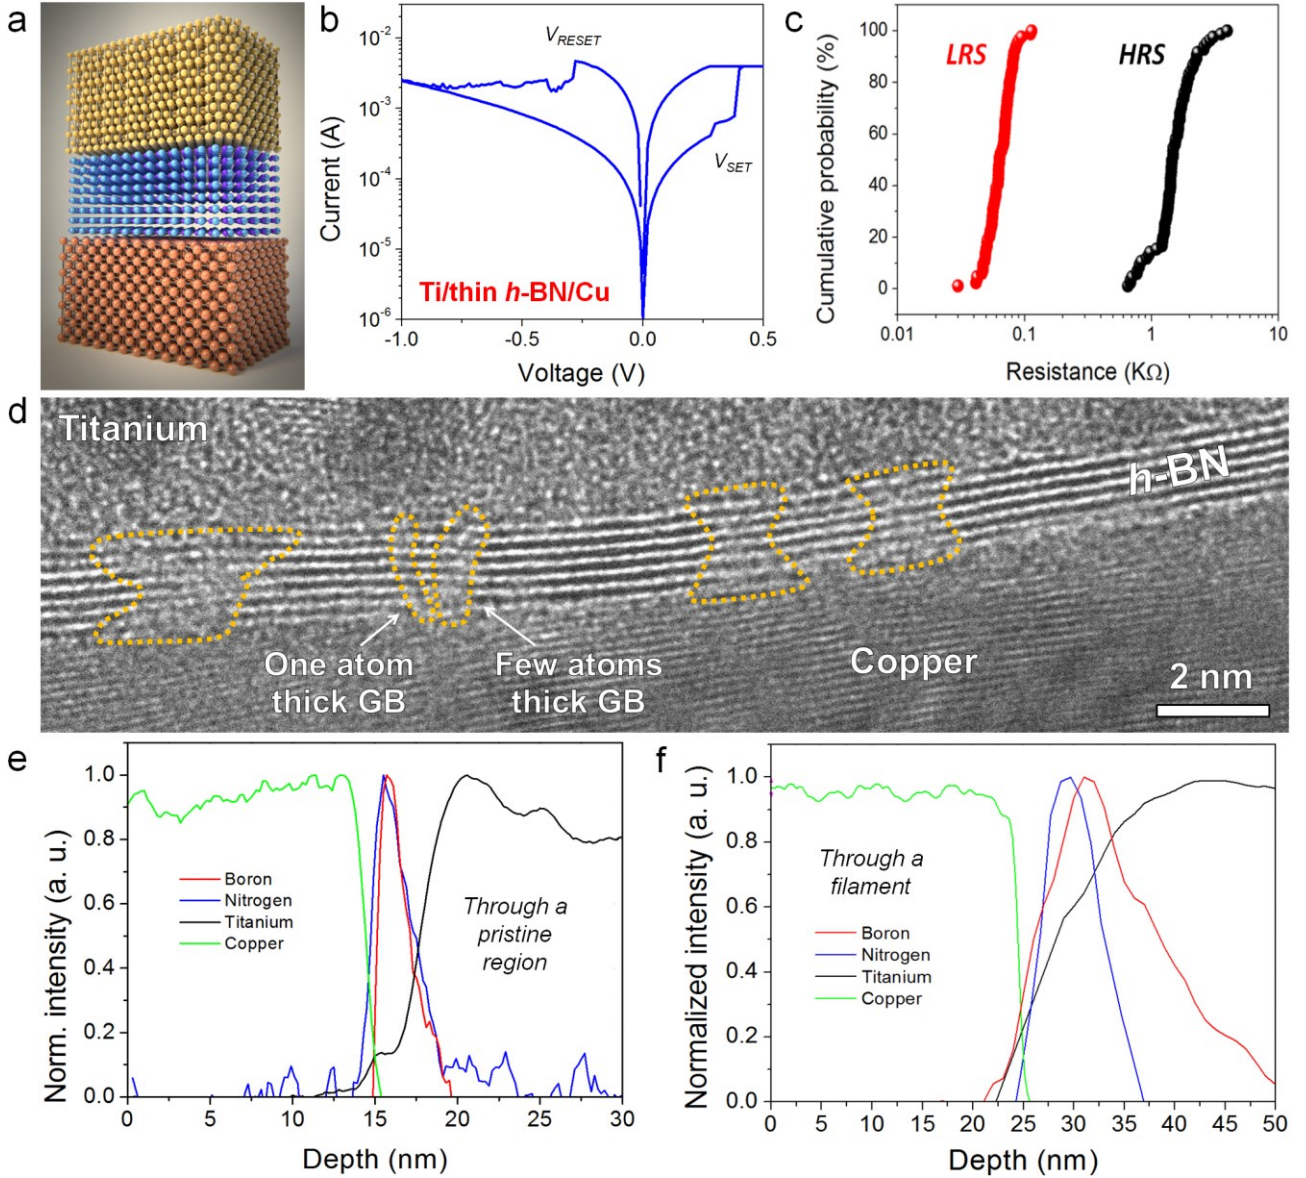 a
b
10⁻²
10⁻³
10⁻⁴
10⁻⁵
10⁻⁶
Current (A)
V_RESET
V_SET
Ti/thin h-BN/Cu
-1.0 -0.5 0.0 0.5
Voltage (V)
c
100
80
60
40
20
0
Cumulative probability (%)
LRS
HRS
0.01 0.1 1 10
Resistance (KΩ)
d
Titanium
h-BN
One atom
thick GB
Few atoms
thick GB
Copper
2 nm
e
1.0
0.8
0.6
0.4
0.2
0.0
Norm. intensity (a. u.)
Boron
Nitrogen
Titanium
Copper
Through a
pristine
region
0 5 10 15 20 25 30
Depth (nm)
f
1.0
0.8
0.6
0.4
0.2
0.0
Normalized intensity (a. u.)
Through a
filament
Boron
Nitrogen
Titanium
Copper
0 5 10 15 20 25 30 35 40 45 50
Depth (nm)